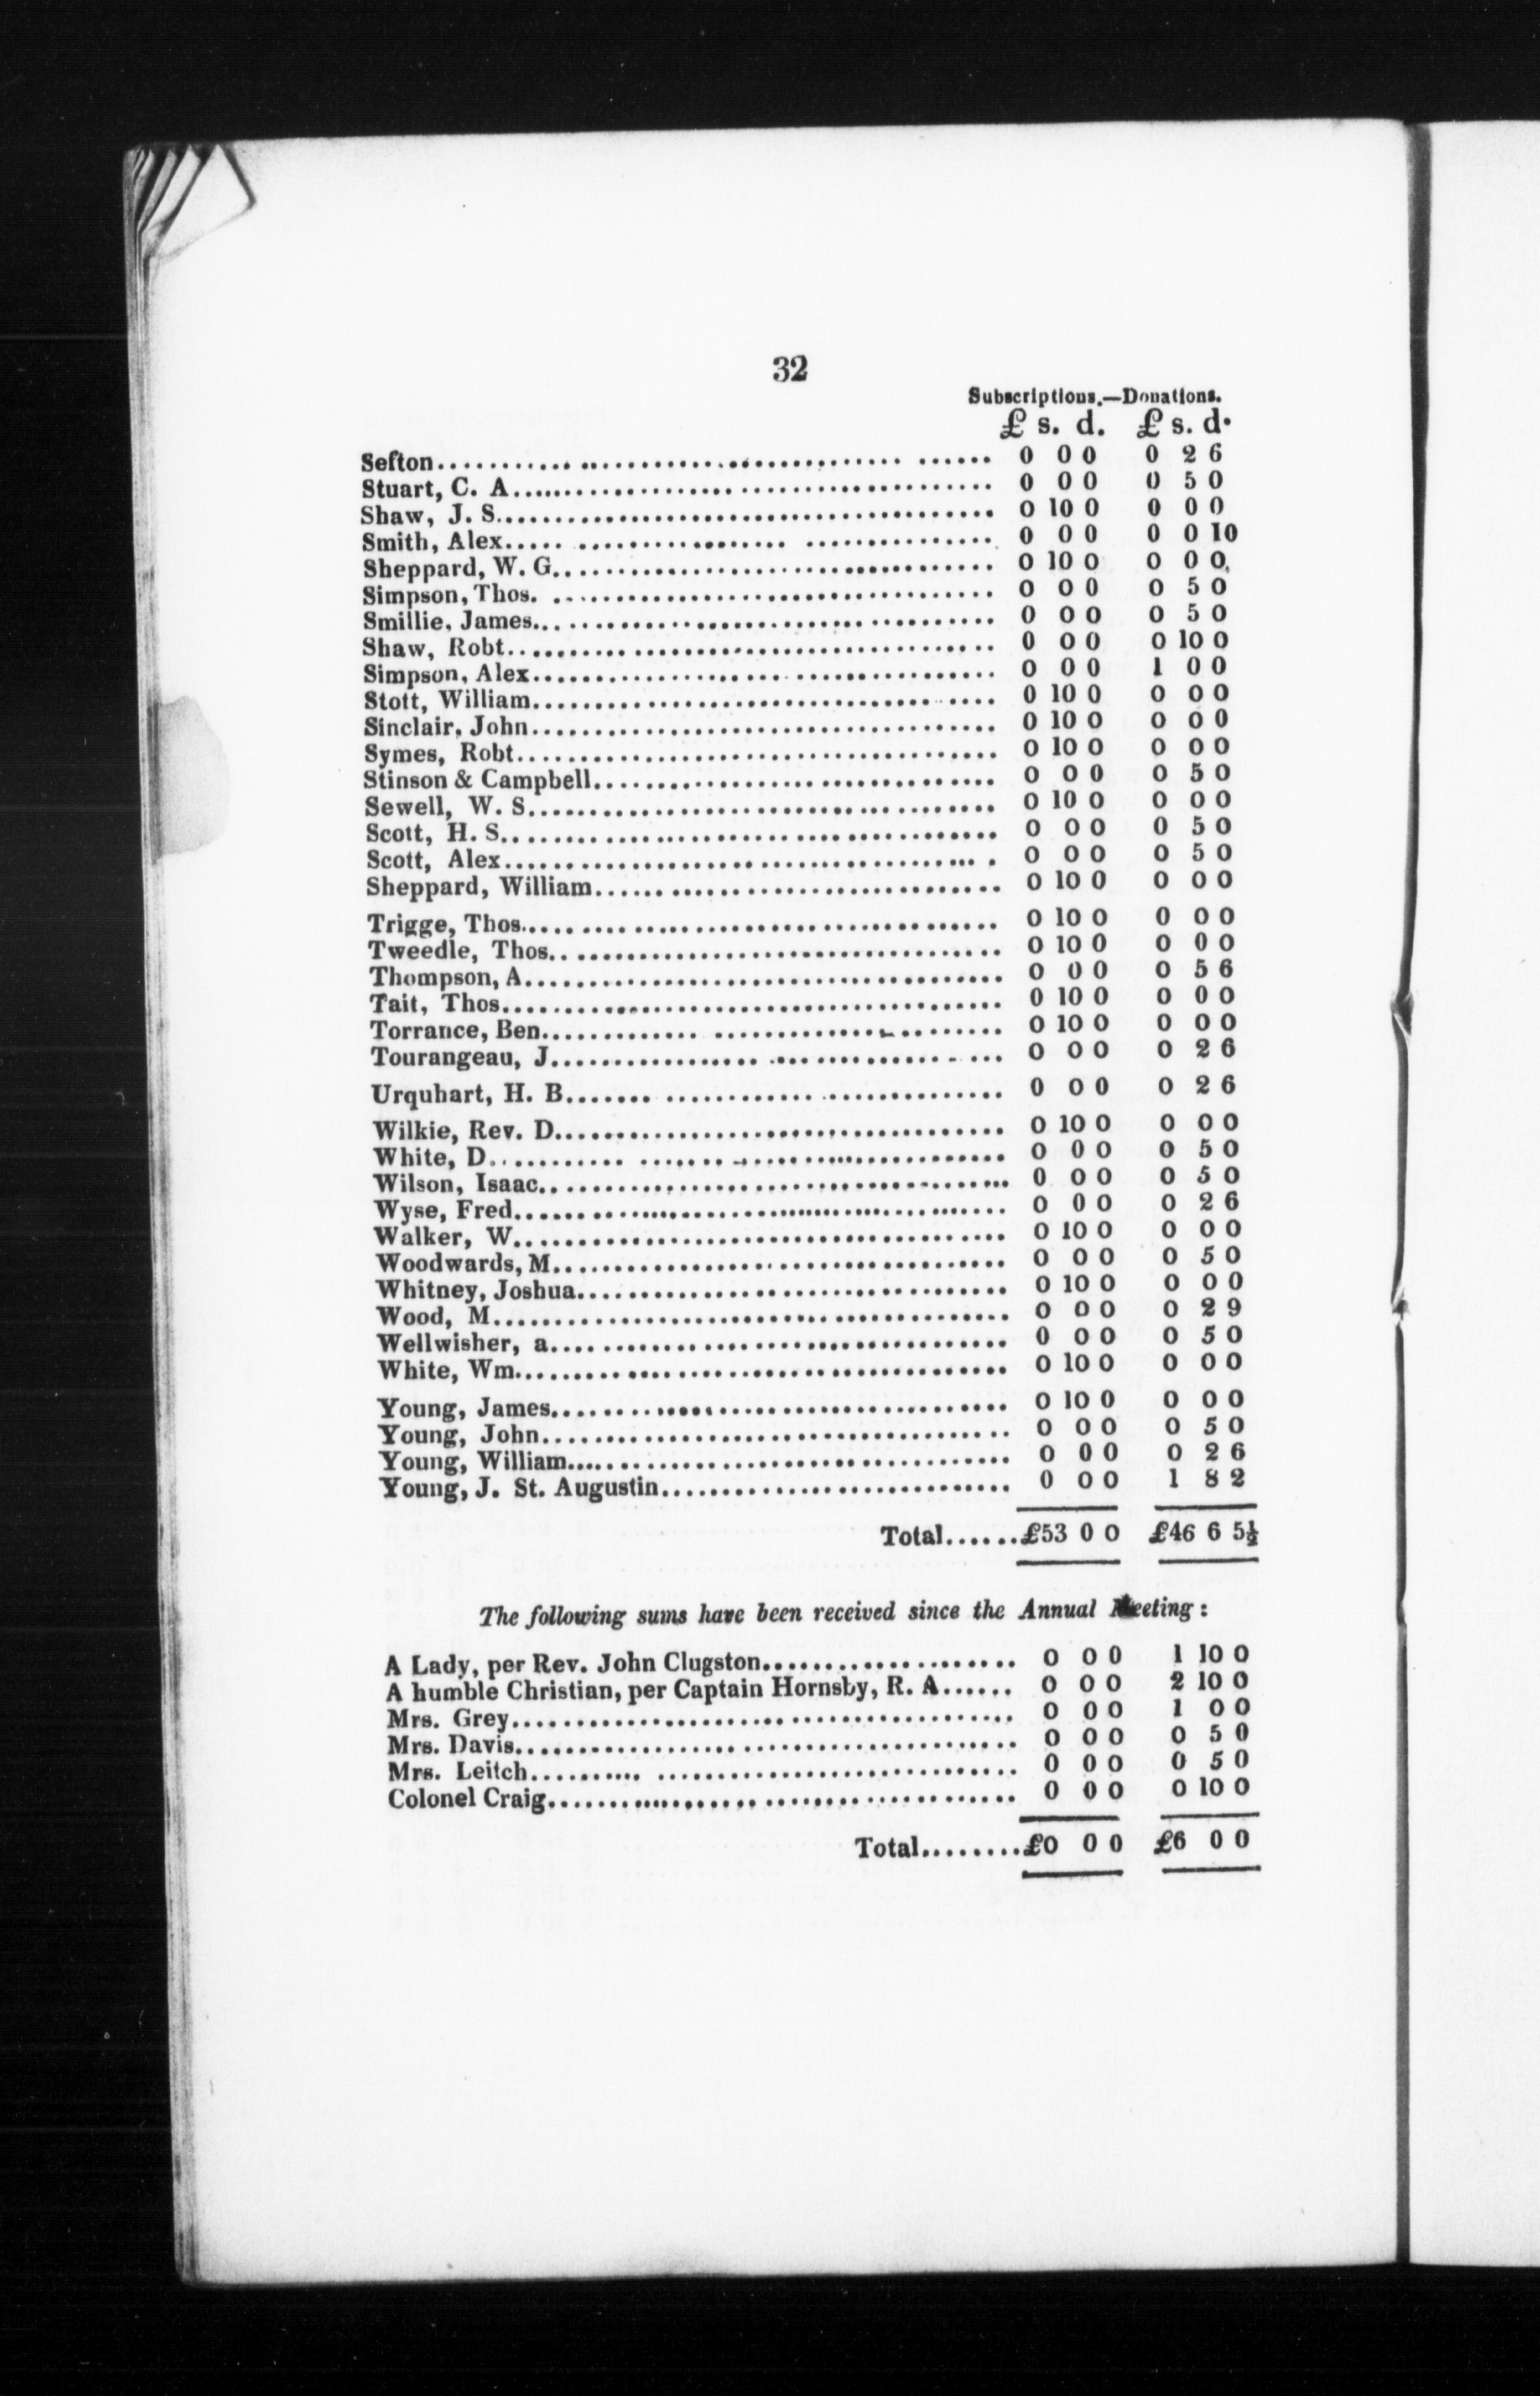 32
Subscriptions.—Donations.
£ s. d. £ s. d.
Sefton 0 0 0 0 2 6
Stuart, C. A. 0 0 0 0 5 0
Shaw, J. S. 0 10 0 0 0 0
Smith, Alex. 0 0 0 0 0 10
Sheppard, W. G. 0 10 0 0 0 0
Simpson, Thos. 0 0 0 0 5 0
Smillie, James 0 0 0 0 5 0
Shaw, Robt. 0 0 0 0 10 0
Simpson, Alex. 0 0 0 1 0 0
Stott, William 0 10 0 0 0 0
Sinclair, John 0 10 0 0 0 0
Symes, Robt. 0 10 0 0 0 0
Stinson & Campbell 0 0 0 0 5 0
Sewell, W. S. 0 10 0 0 0 0
Scott, H. S. 0 0 0 0 5 0
Scott, Alex. 0 0 0 0 5 0
Sheppard, William 0 10 0 0 0 0
Trigge, Thos. 0 10 0 0 0 0
Tweedle, Thos. 0 10 0 0 0 0
Thompson, A. 0 0 0 0 5 6
Tait, Thos. 0 10 0 0 0 0
Torrance, Ben. 0 10 0 0 0 0
Tourangeau, J. 0 0 0 0 2 6
Urquhart, H. B. 0 0 0 0 2 6
Wilkie, Rev. D. 0 10 0 0 0 0
White, D. 0 0 0 0 5 0
Wilson, Isaac 0 0 0 0 5 0
Wyse, Fred. 0 0 0 0 2 6
Walker, W. 0 10 0 0 0 0
Woodwards, M. 0 0 0 0 5 0
Whitney, Joshua 0 10 0 0 0 0
Wood, M. 0 0 0 0 2 9
Wellwisher, a 0 0 0 0 5 0
White, Wm. 0 10 0 0 0 0
Young, James 0 10 0 0 0 0
Young, John 0 0 0 0 5 0
Young, William 0 0 0 0 2 6
Young, J. St. Augustin 0 0 0 1 8 2
Total......£53 0 0 £46 6 5½
The following sums have been received since the Annual Meeting:
A Lady, per Rev. John Clugston 0 0 0 1 10 0
A humble Christian, per Captain Hornsby, R. A. 0 0 0 2 10 0
Mrs. Grey 0 0 0 1 0 0
Mrs. Davis 0 0 0 0 5 0
Mrs. Leitch 0 0 0 0 5 0
Colonel Craig 0 0 0 0 10 0
Total........£0 0 0 £6 0 0